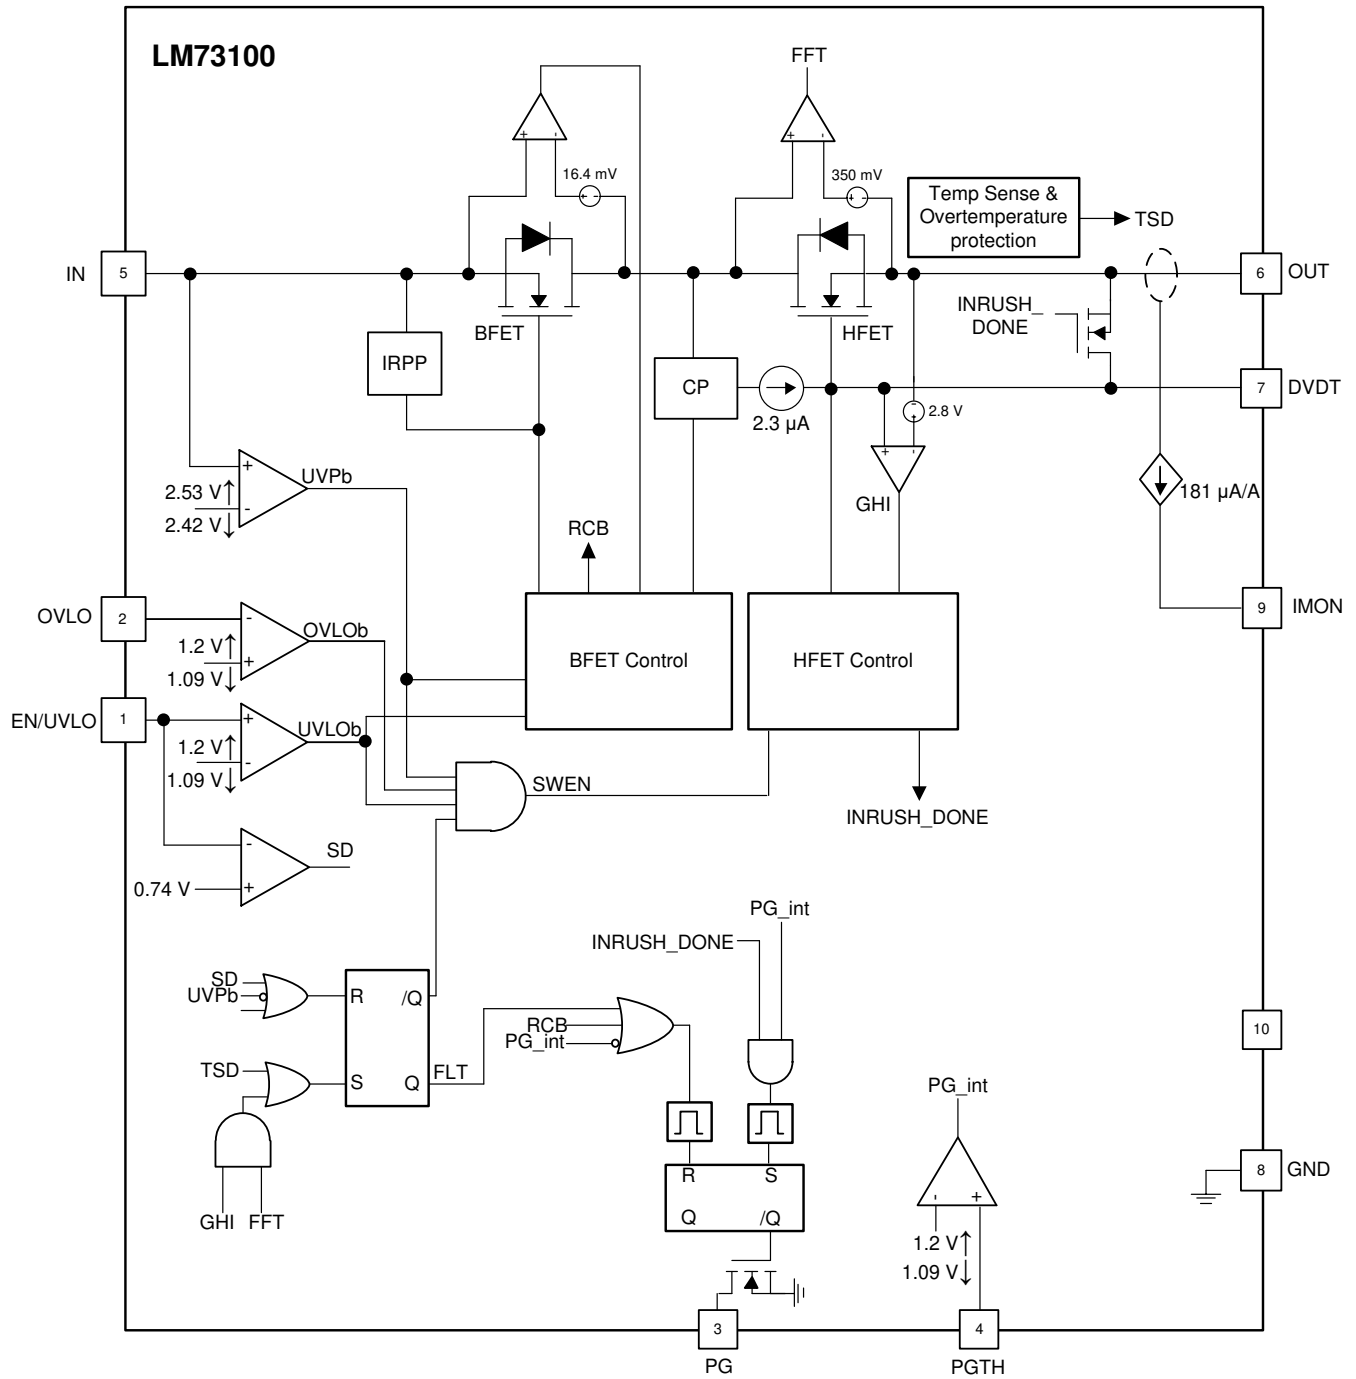 LM73100
FFT
+
-
16.4 mV
+ -
+
-
350 mV
+ -
Temp Sense &
Overtemperature
protection
TSD
IN
5
6
OUT
BFET
HFET
INRUSH_
DONE
IRPP
CP
2.3 µA
2.8 V
7
DVDT
+
-
GHI
UVPb
+
2.53 V↑
-
2.42 V↓
181 µA/A
RCB
OVLO
2
-
OVLOb
1.2 V↑
+
1.09 V↓
9
IMON
BFET Control
HFET Control
EN/UVLO
1
+
UVLOb
1.2 V↑
-
1.09 V↓
SWEN
INRUSH_DONE
-
SD
0.74 V
+
PG_int
INRUSH_DONE
SD
UVPb
R
/Q
RCB
PG_int
10
TSD
S
Q
FLT
PG_int
GHI
FFT
R
S
Q
/Q
-
+
8
GND
1.2 V↑
1.09 V↓
3
4
PG
PGTH